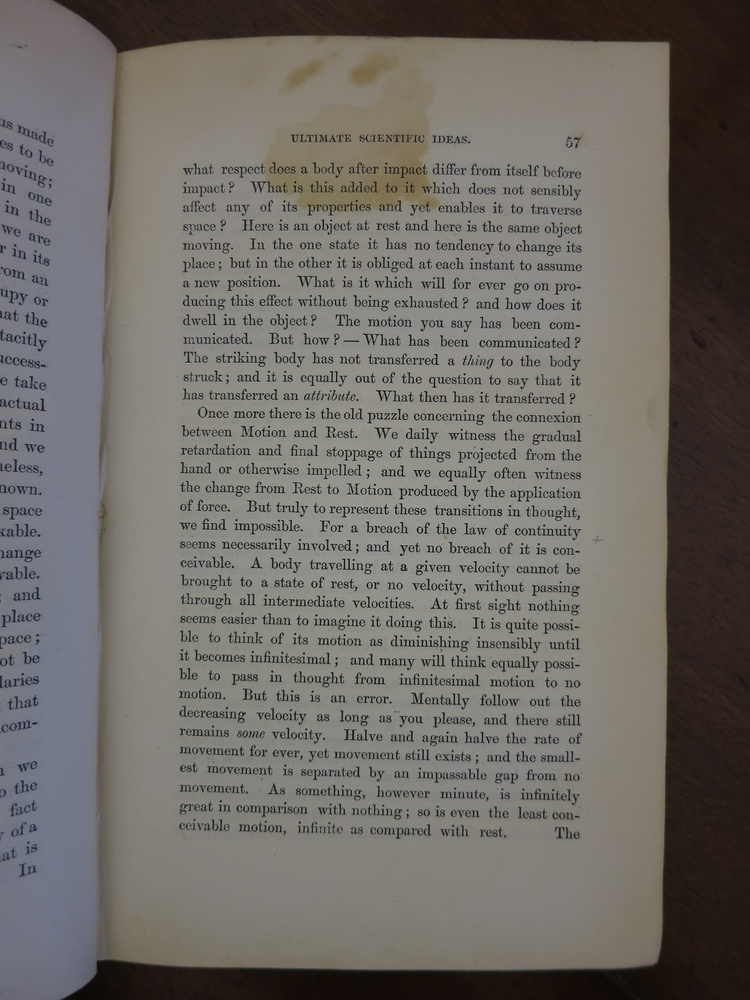 us made
es to be
noving;
in one
in the
we are
r in its
rom an
upy or
hat the
tacitly
uccess-
e take
actual
nts in
nd we
neless,
nown.
space
kable.
hange
vable.
; and
place
pace;
ot be
laries
that
com-
we
o the
fact
y of a
at is
In
ULTIMATE SCIENTIFIC IDEAS. 57
what respect does a body after impact differ from itself before
impact? What is this added to it which does not sensibly
affect any of its properties and yet enables it to traverse
space? Here is an object at rest and here is the same object
moving. In the one state it has no tendency to change its
place; but in the other it is obliged at each instant to assume
a new position. What is it which will for ever go on pro-
ducing this effect without being exhausted? and how does it
dwell in the object? The motion you say has been com-
municated. But how?—What has been communicated?
The striking body has not transferred a thing to the body
struck; and it is equally out of the question to say that it
has transferred an attribute. What then has it transferred?
Once more there is the old puzzle concerning the connexion
between Motion and Rest. We daily witness the gradual
retardation and final stoppage of things projected from the
hand or otherwise impelled; and we equally often witness
the change from Rest to Motion produced by the application
of force. But truly to represent these transitions in thought,
we find impossible. For a breach of the law of continuity
seems necessarily involved; and yet no breach of it is con-
ceivable. A body travelling at a given velocity cannot be
brought to a state of rest, or no velocity, without passing
through all intermediate velocities. At first sight nothing
seems easier than to imagine it doing this. It is quite possi-
ble to think of its motion as diminishing insensibly until
it becomes infinitesimal; and many will think equally possi-
ble to pass in thought from infinitesimal motion to no
motion. But this is an error. Mentally follow out the
decreasing velocity as long as you please, and there still
remains some velocity. Halve and again halve the rate of
movement for ever, yet movement still exists; and the small-
est movement is separated by an impassable gap from no
movement. As something, however minute, is infinitely
great in comparison with nothing; so is even the least con-
ceivable motion, infinite as compared with rest. The